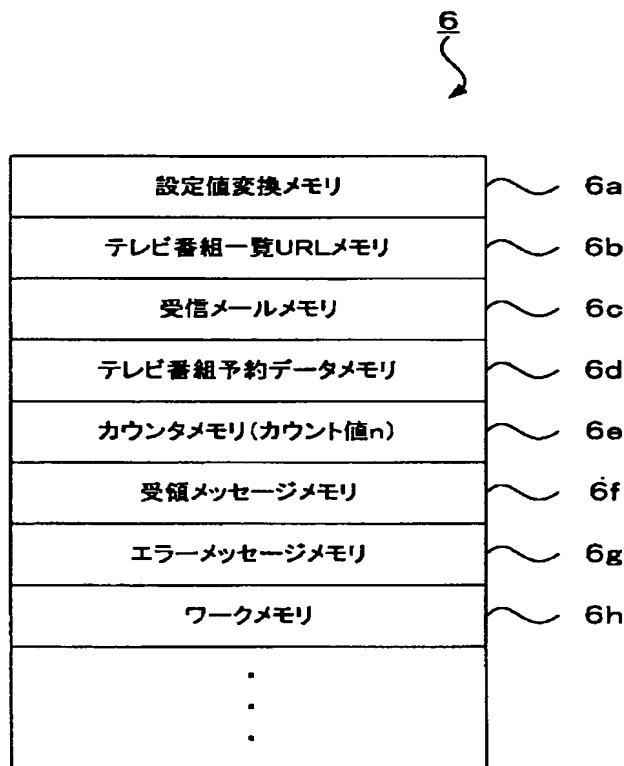 6
設定値変換メモリ 6a
テレビ番組一覧URLメモリ 6b
受信メールメモリ 6c
テレビ番組予約データメモリ 6d
カウンタメモリ(カウント値n) 6e
受領メッセージメモリ 6f
エラーメッセージメモリ 6g
ワークメモリ 6h